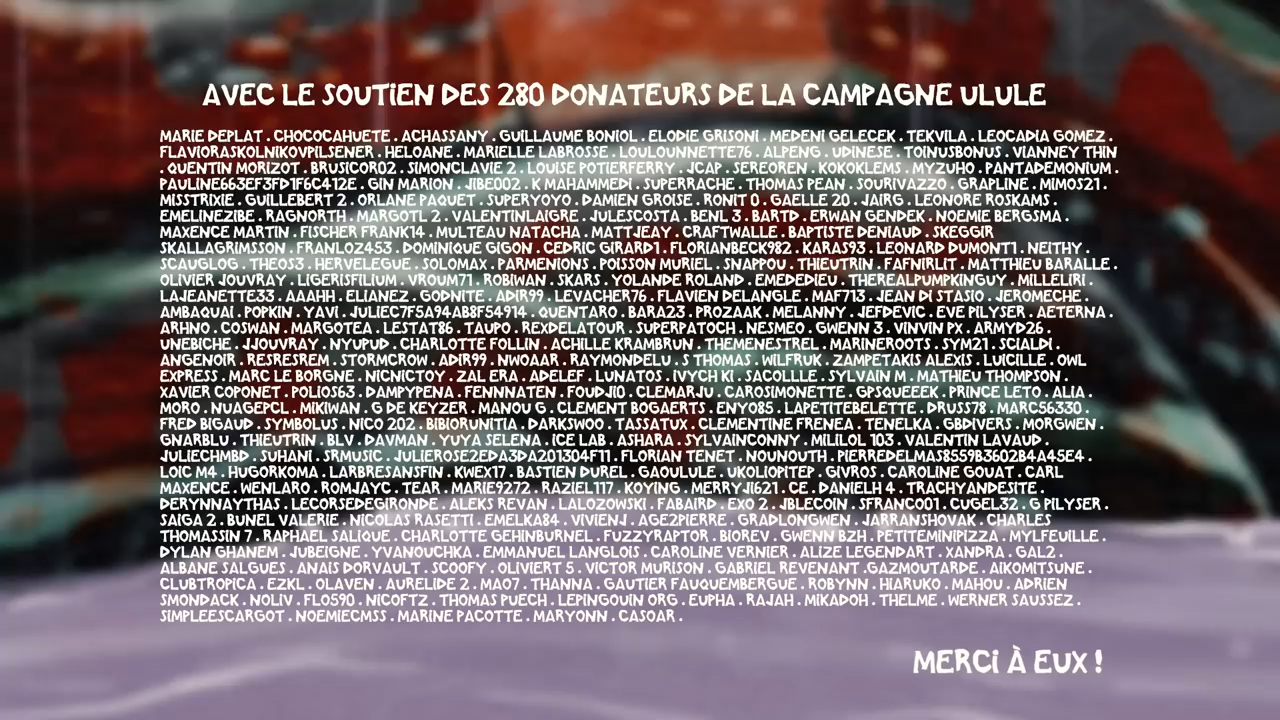 AVEC LE SOUTIEN DES 280 DONATEURS DE LA CAMPAGNE ULULE
MARIE DEPLAT . CHOCOCAHUETE . ACHASSANY . GUILLAUME BONIOL . ELODIE GRISONI . MEDENI GELECEK . TEKVILA . LEOCADIA GOMEZ .
FLAVIORASKOLNIKOVPILSENER . HELOANE . MARIELLE LABROSSE . LOULOUNNETTE76 . ALPENG . UDINESE . TOINUSBONUS . VIANNEY THIN
. QUENTIN MORIZOT . BRUSICOR02 . SIMONCLAVIE 2 . LOUISE POTIERFERRY . JCAP . SEREOREN . KOKOKLEMS . MYZUHO . PANTADEMONIUM .
PAULINE663EF3FD1F6C412E . GIN MARION . JIBE002 . K MAHAMMEDI . SUPERRACHE . THOMAS PEAN . SOURIVAZZO . GRAPLINE . MIMOS21 .
MISSTRIXIE . GUILLEBERT 2 . ORLANE PAQUET . SUPERYOYO . DAMIEN GROISE . RONIT 0 . GAELLE 20 . JAIRG . LEONORE ROSKAMS .
EMELINEZIBE . RAGNORTH . MARGOTL 2 . VALENTINLAIGRE . JULESCOSTA . BENL 3 . BARTD . ERWAN GENDEK . NOEMIE BERGSMA .
MAXENCE MARTIN . FISCHER FRANK14 . MULTEAU NATACHA . MATTJEAY . CRAFTWALLE . BAPTISTE DENIAUD . SKEGGIR
SKALLAGRIMSSON . FRANLOZ453 . DOMINIQUE GIGON . CEDRIC GIRARD1 . FLORIANBECK982 . KARAS93 . LEONARD DUMONT1 . NEITHY .
SCAUGLOG . THEOS3 . HERVELEGUE . SOLOMAX . PARMENIONS . POISSON MURIEL . SNAPPOU . THIEUTRIN . FAFNIRLIT . MATTHIEU BARALLE .
OLIVIER JOUVRAY . LIGERISFILIUM . VROUM71 . ROBIWAN . SKARS . YOLANDE ROLAND . EMEDEDIEU . THEREALPUMPKINGUY . MILLELIRI .
LAJEANETTE33 . AAAHH . ELIANEZ . GODNITE . ADIR99 . LEVACHER76 . FLAVIEN DELANGLE . MAF713 . JEAN DI STASIO . JEROMECHE .
AMBAQUAI . POPKIN . YAVI . JULIEC7F5A94AB8F54914 . QUENTARO . BARA23 . PROZAAK . MELANNY . JEFDEVIC . EVE PILYSER . AETERNA .
ARHNO . COSWAN . MARGOTEA . LESTAT86 . TAUPO . REXDELATOUR . SUPERPATOCH . NESMEO . GWENN 3 . VINVIN PX . ARMYD26 .
UNEBICHE . JJOUVRAY . NYUPUD . CHARLOTTE FOLLIN . ACHILLE KRAMBRUN . THEMENESTREL . MARINEROOTS . SYM21 . SCIALDI .
ANGENOIR . RESRESREM . STORMCROW . ADIR99 . NWOAAR . RAYMONDELU . S THOMAS . WILFRUK . ZAMPETAKIS ALEXIS . LUICILLE . OWL
EXPRESS . MARC LE BORGNE . NICNICTOY . ZAL ERA . ADELEF . LUNATOS . IVYCH KI . SACOLLLE . SYLVAIN M . MATHIEU THOMPSON .
XAVIER COPONET . POLIOS63 . DAMPYPENA . FENNNATEN . FOUDJI0 . CLEMARJU . CAROSIMONETTE . GPSQUEEEK . PRINCE LETO . ALIA .
MORO . NUAGEPCL . MIKIWAN . G DE KEYZER . MANOU G . CLEMENT BOGAERTS . ENYO85 . LAPETITEBELETTE . DRUSS78 . MARC56330 .
FRED BIGAUD . SYMBOLUS . NICO 202 . BIBIORUNITIA . DARKSWOO . TASSATUX . CLEMENTINE FRENEA . TENELKA . GBDIVERS . MORGWEN .
GNARBLU . THIEUTRIN . BLV . DAVMAN . YUYA SELENA . ICE LAB . ASHARA . SYLVAINCONNY . MILILOL 103 . VALENTIN LAVAUD .
JULIECHMBD . SUHANI . SRMUSIC . JULIEROSE2EDA3DA201304F11 . FLORIAN TENET . NOUNOUTH . PIERREDELMAS8559B3602B4A45E4 .
LOIC M4 . HUGORKOMA . LARBRESANSFIN . KWEX17 . BASTIEN DUREL . GAOULULE . UKOLIOPITEP . GIVROS . CAROLINE GOUAT . CARL
MAXENCE . WENLARO . ROMJAYC . TEAR . MARIE9272 . RAZIEL117 . KOYING . MERRYJI621 . CE . DANIELH 4 . TRACHYANDESITE .
DERYNNAYTHAS . LECORSEDEGIRONDE . ALEKS REVAN . LALOZOWSKI . FABAIRD . EXO 2 . JBLECOIN . SFRANCO01 . CUGEL32 . G PILYSER .
SAIGA 2 . BUNEL VALERIE . NICOLAS RASETTI . EMELKA84 . VIVIENJ . AGE2PIERRE . GRADLONGWEN . JARRANSHOVAK . CHARLES
THOMASSIN 7 . RAPHAEL SALIQUE . CHARLOTTE GEHINBURNEL . FUZZYRAPTOR . BIOREV . GWENN BZH . PETITEMINIPIZZA . MYLFEUILLE .
DYLAN GHANEM . JUBEIGNE . YVANOUCHKA . EMMANUEL LANGLOIS . CAROLINE VERNIER . ALIZE LEGENDART . XANDRA . GAL2 .
ALBANE SALGUES . ANAIS DORVAULT . SCOOFY . OLIVIERT 5 . VICTOR MURISON . GABRIEL REVENANT .GAZMOUTARDE . AIKOMITSUNE .
CLUBTROPICA . EZKL . OLAVEN . AURELIDE 2 . MA07 . THANNA . GAUTIER FAUQUEMBERGUE . ROBYNN . HIARUKO . MAHOU . ADRIEN
SMONDACK . NOLIV . FLO590 . NICOFTZ . THOMAS PUECH . LEPINGOUIN ORG . EUPHA . RAJAH . MIKADOH . THELME . WERNER SAUSSEZ .
SIMPLEESCARGOT . NOEMIECMSS . MARINE PACOTTE . MARYONN . CASOAR .
MERCI À EUX !